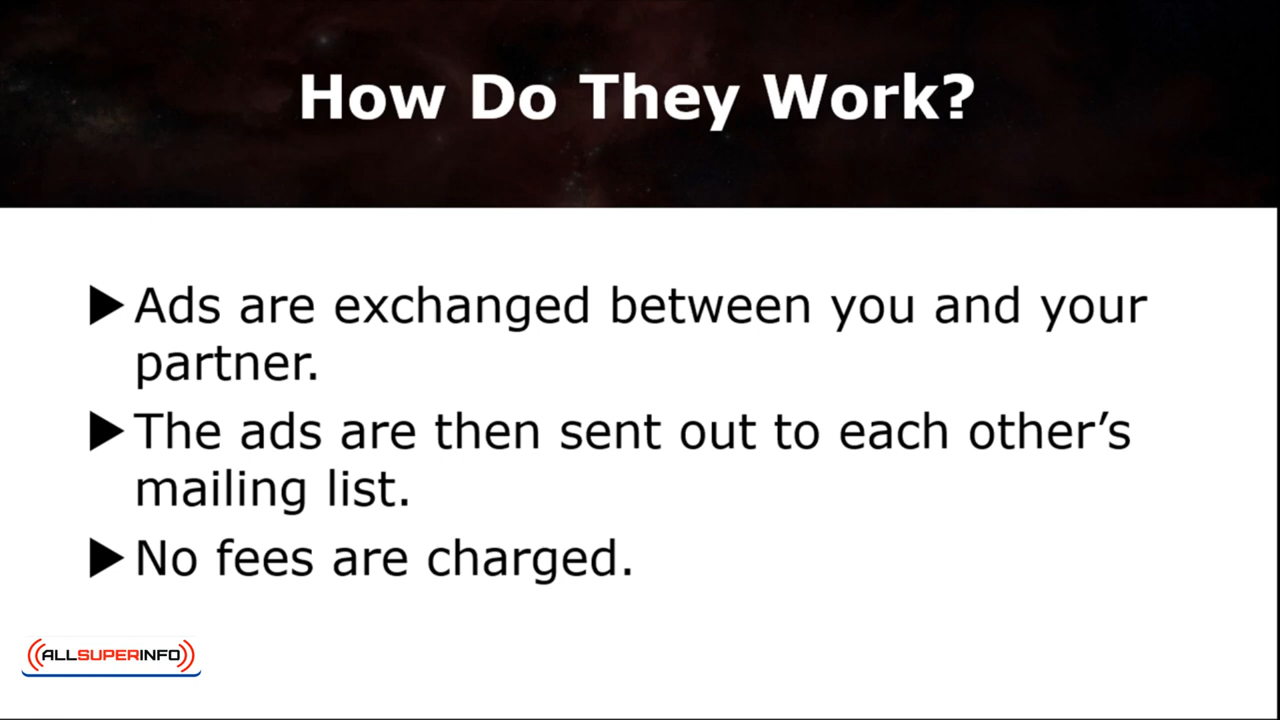 How Do They Work?
Ads are exchanged between you and your
partner.
The ads are then sent out to each other’s
mailing list.
No fees are charged.
ALLSUPERINFO